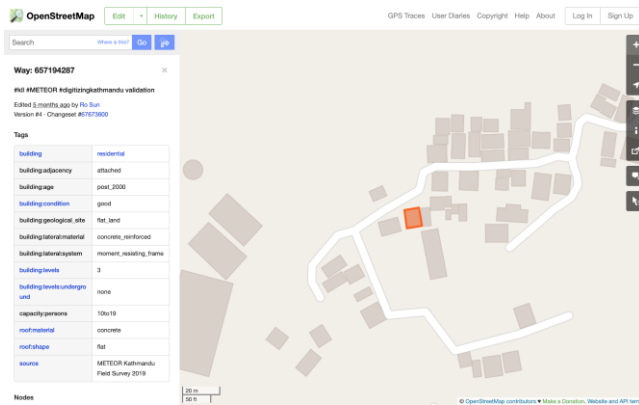 OpenStreetMap Edit History Export GPS Traces User Diaries Copyright Help About Log In Sign Up
Search Where is this? Go
Way: 657194287
#kll #METEOR #digitizingkathmandu validation
Edited 5 months ago by Ro Sun
Version #4 · Changeset #67673600
Tags
building residential
building:adjacency attached
building:age post_2000
building:condition good
building:geological_site flat_land
building:lateral:material concrete_reinforced
building:lateral:system moment_resisting_frame
building:levels 3
building:levels:undergro
und none
capacity:persons 10to19
roof:material concrete
roof:shape flat
source METEOR Kathmandu
Field Survey 2019
Nodes
20 m
50 ft
© OpenStreetMap contributors ♥ Make a Donation. Website and API term